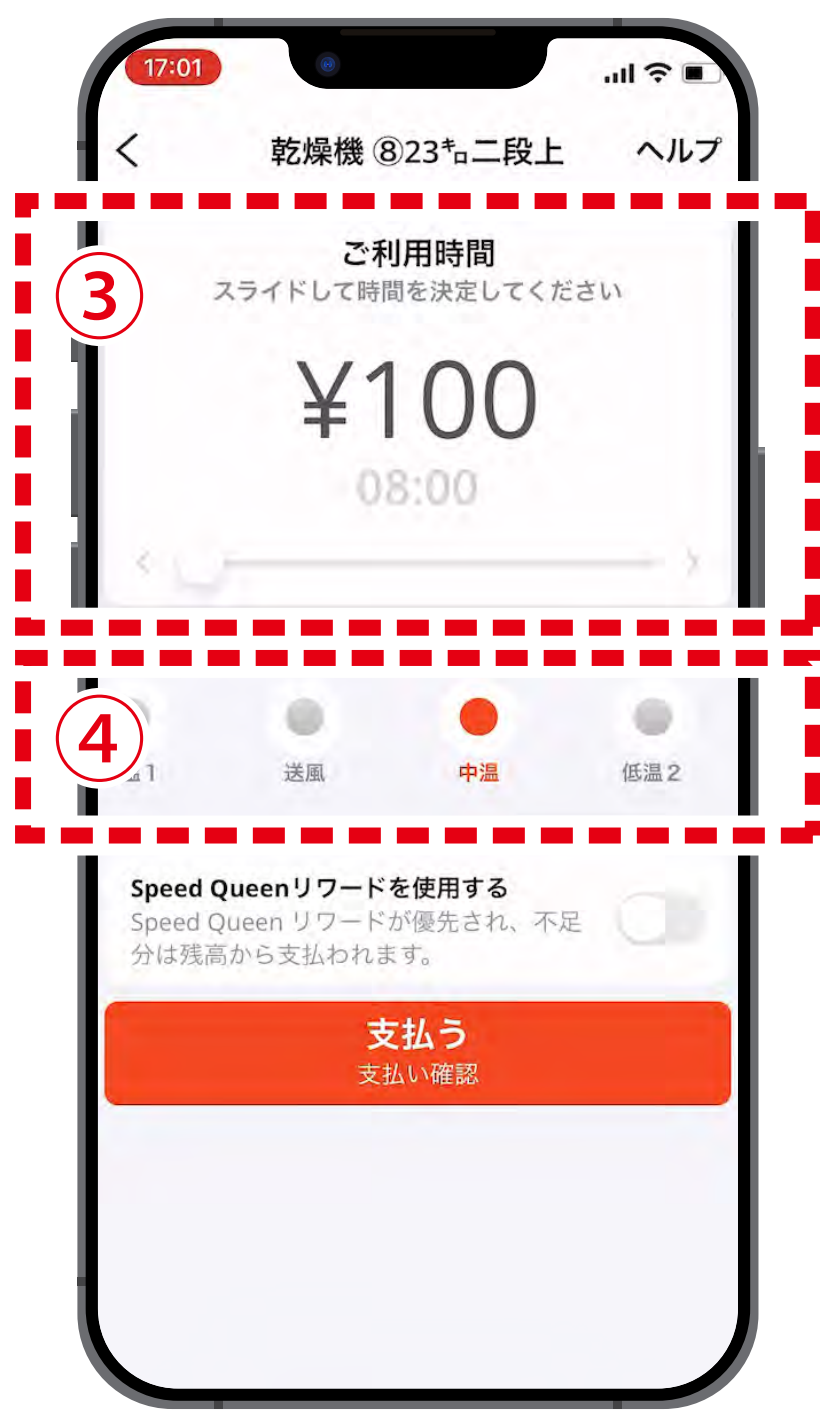 17:01
乾燥機 ⑧23㌔二段上
ヘルプ
③
ご利用時間
スライドして時間を決定してください
¥100
08:00
④
温1
送風
中温
低温2
Speed Queenリワードを使用する
Speed Queen リワードが優先され、不足
分は残高から支払われます。
支払う
支払い確認